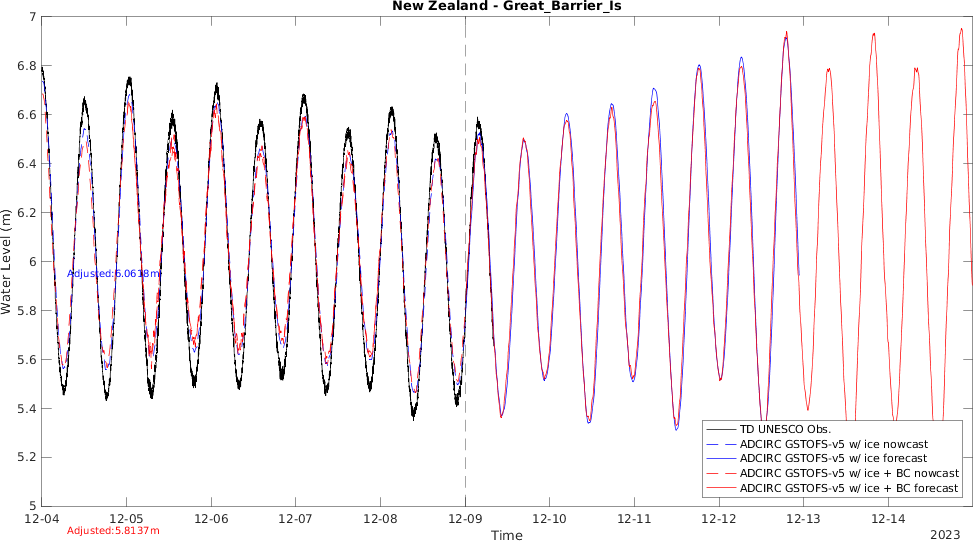 New Zealand - Great_Barrier_Is
7
6.8
6.6
6.4
6.2
6
5.8
5.6
5.4
5.2
5
Water Level (m)
Adjusted:6.0618m
TD UNESCO Obs.
ADCIRC GSTOFS-v5 w/ ice nowcast
ADCIRC GSTOFS-v5 w/ ice forecast
ADCIRC GSTOFS-v5 w/ ice + BC nowcast
ADCIRC GSTOFS-v5 w/ ice + BC forecast
12-04 12-05 12-06 12-07 12-08 12-09 12-10 12-11 12-12 12-13 12-14
Adjusted:5.8137m
Time
2023